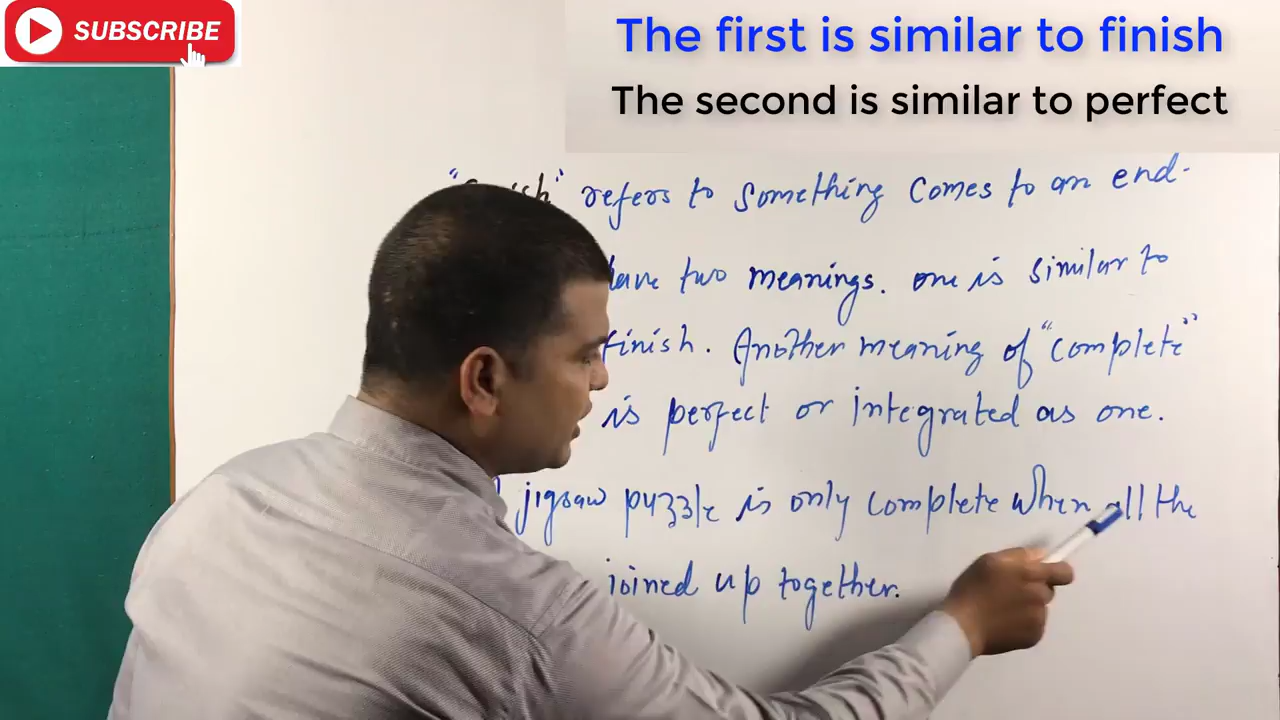 SUBSCRIBE
The first is similar to finish
The second is similar to perfect
refers to something comes to an end.
have two meanings. one is similar to
finish. Another meaning of "complete"
is perfect or integrated as one.
jigsaw puzzle is only complete when all the
joined up together.